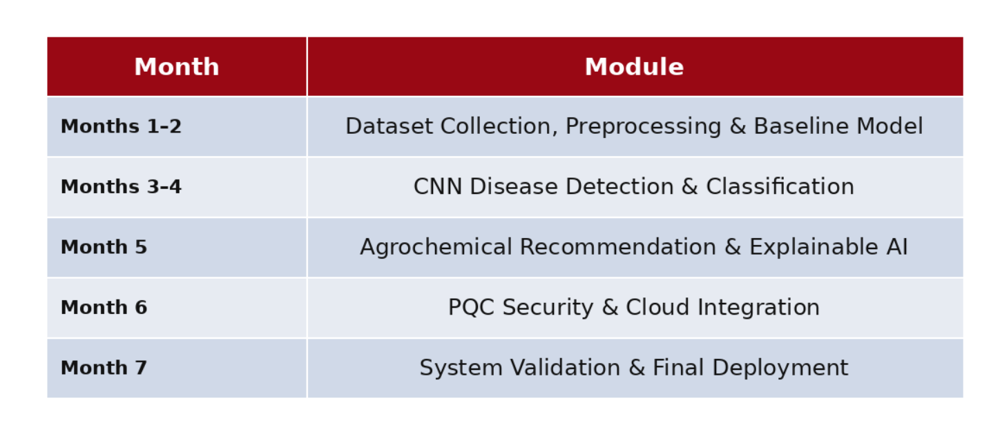 Month Module
Months 1–2 Dataset Collection, Preprocessing & Baseline Model
Months 3–4 CNN Disease Detection & Classification
Month 5 Agrochemical Recommendation & Explainable AI
Month 6 PQC Security & Cloud Integration
Month 7 System Validation & Final Deployment